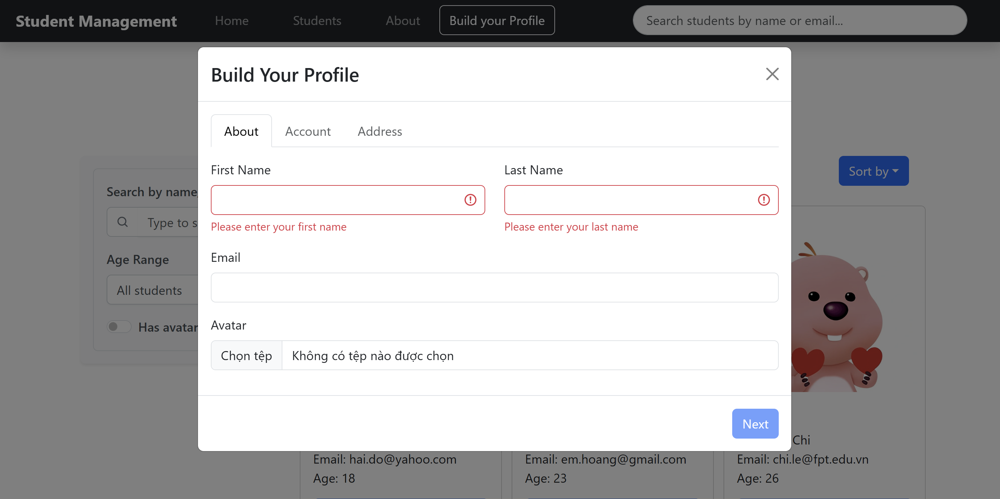 Student Management
Home
Students
About
Build your Profile
Search students by name or email...
Build Your Profile
About
Account
Address
First Name
Last Name
Please enter your first name
Please enter your last name
Email
Avatar
Chọn tệp
Không có tệp nào được chọn
Next
Search by name
Type to s
Age Range
All students
Has avatar
Sort by
Email: hai.do@yahoo.com
Age: 18
Email: em.hoang@gmail.com
Age: 23
Chi
Email: chi.le@fpt.edu.vn
Age: 26